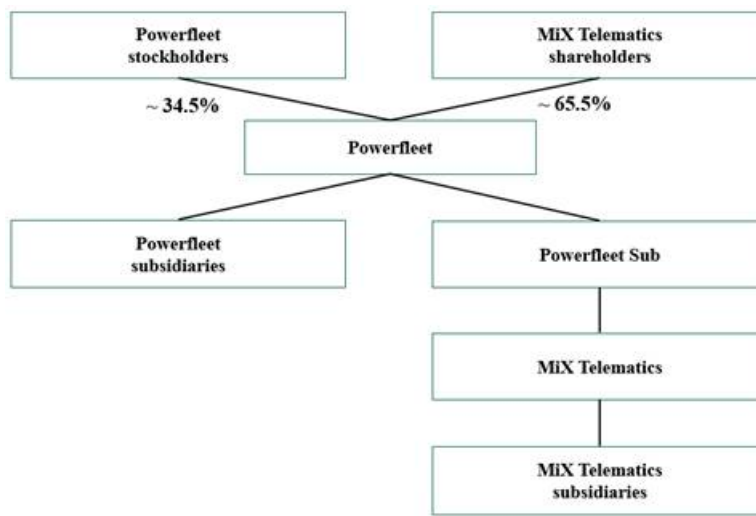 Powerfleet
stockholders
MiX Telematics
shareholders
~ 34.5%
~ 65.5%
Powerfleet
Powerfleet
subsidiaries
Powerfleet Sub
MiX Telematics
MiX Telematics
subsidiaries